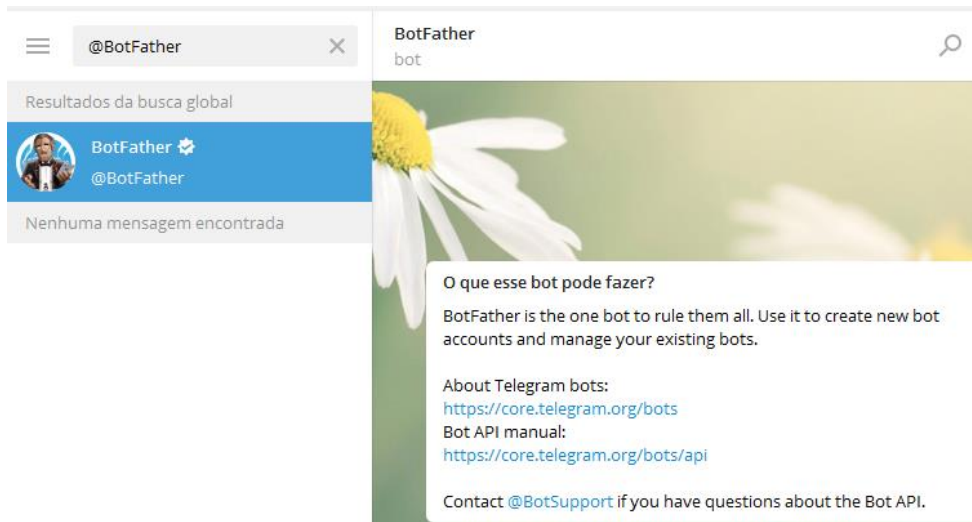 @BotFather
Resultados da busca global
BotFather
@BotFather
Nenhuma mensagem encontrada
BotFather
bot
O que esse bot pode fazer?
BotFather is the one bot to rule them all. Use it to create new bot
accounts and manage your existing bots.
About Telegram bots:
https://core.telegram.org/bots
Bot API manual:
https://core.telegram.org/bots/api
Contact @BotSupport if you have questions about the Bot API.